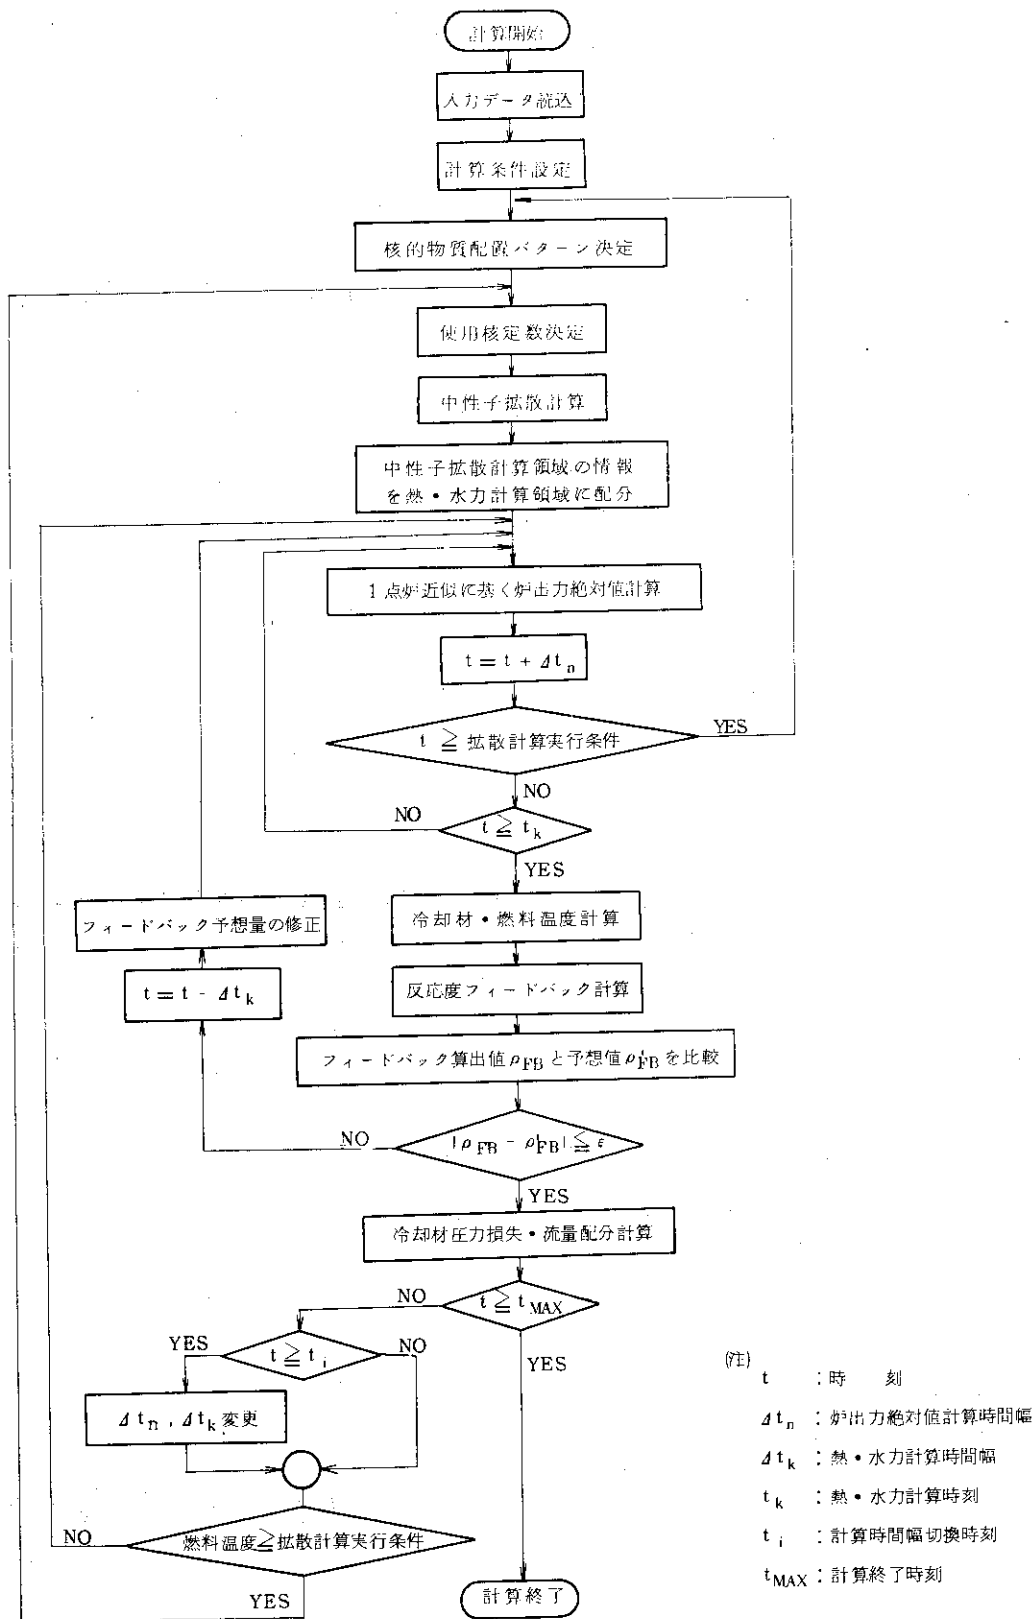 計算開始
入力データ読込
計算条件設定
核的物質配置パターン決定
使用核定数決定
中性子拡散計算
中性子拡散計算領域の情報
を熱・水力計算領域に配分
1点炉近似に基く炉出力絶対値計算
t = t + Δt_n
t ≧ 拡散計算実行条件
YES
NO
NO
t ≧ t_k
YES
フィードバック予想量の修正
冷却材・燃料温度計算
t = t - Δt_k
反応度フィードバック計算
フィードバック算出値ρ_FBと予想値ρ'_FBを比較
NO
|ρ_FB - ρ'_FB| ≦ ε
YES
冷却材圧力損失・流量配分計算
NO
t ≧ t_MAX
YES
NO
t ≧ t_i
YES
Δt_n , Δt_k 変更
NO
燃料温度≧拡散計算実行条件
YES
計算終了
(注)
t : 時 刻
Δt_n : 炉出力絶対値計算時間幅
Δt_k : 熱・水力計算時間幅
t_k : 熱・水力計算時刻
t_i : 計算時間幅切換時刻
t_MAX : 計算終了時刻